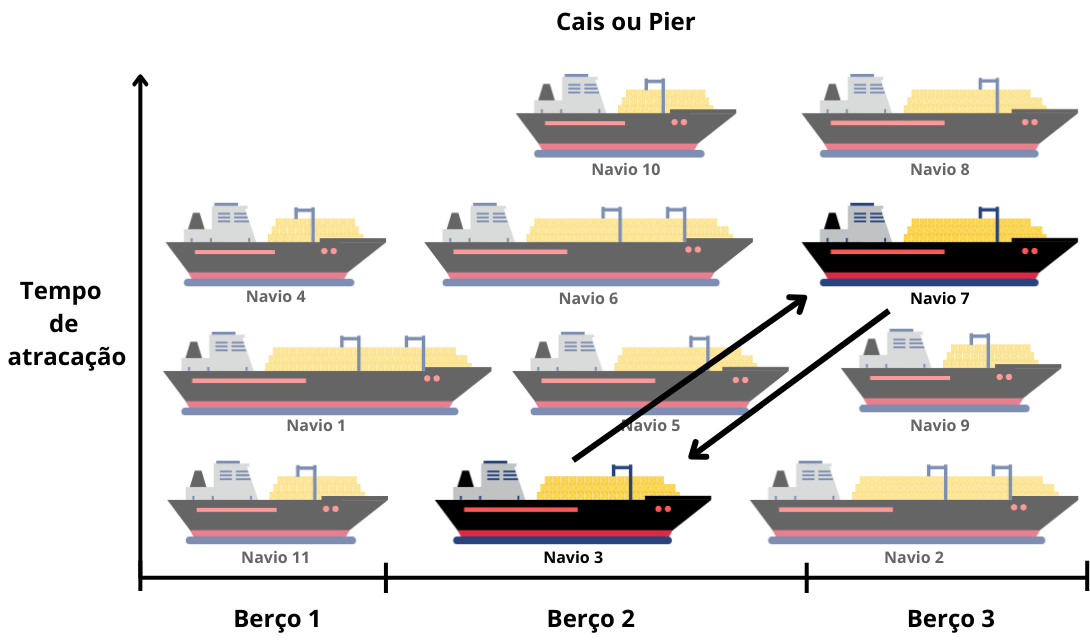 Cais ou Pier
Navio 10
Navio 8
Navio 4
Navio 6
Navio 7
Tempo
de
atracação
Navio 1
Navio 5
Navio 9
Navio 11
Navio 3
Navio 2
Berço 1
Berço 2
Berço 3